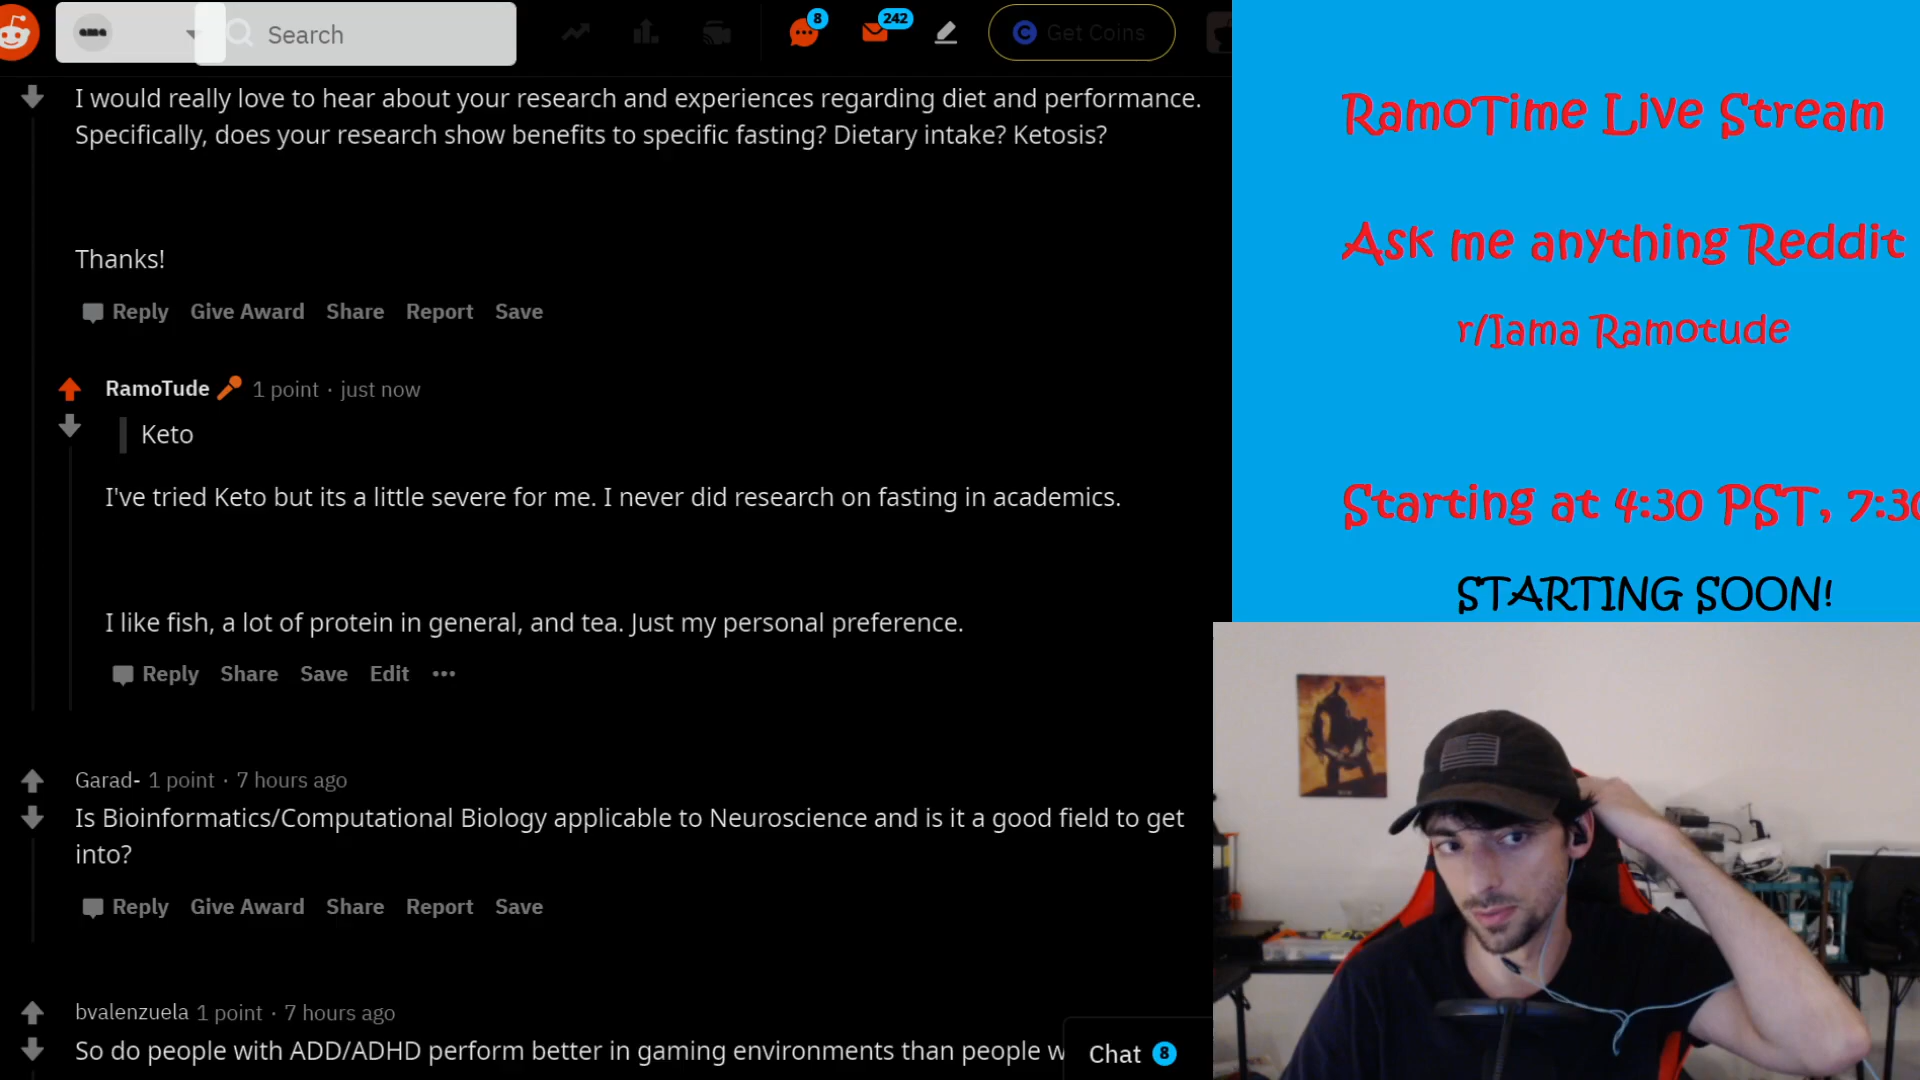 ama
Search
8
242
Get Coins
I would really love to hear about your research and experiences regarding diet and performance.
Specifically, does your research show benefits to specific fasting? Dietary intake? Ketosis?
Thanks!
Reply Give Award Share Report Save
RamoTude 1 point · just now
Keto
I've tried Keto but its a little severe for me. I never did research on fasting in academics.
I like fish, a lot of protein in general, and tea. Just my personal preference.
Reply Share Save Edit ...
Garad- 1 point · 7 hours ago
Is Bioinformatics/Computational Biology applicable to Neuroscience and is it a good field to get
into?
Reply Give Award Share Report Save
bvalenzuela 1 point · 7 hours ago
So do people with ADD/ADHD perform better in gaming environments than people w
Chat 8
RamoTime Live Stream
Ask me anything Reddit
r/Iama Ramotude
Starting at 4:30 PST, 7:30
STARTING SOON!